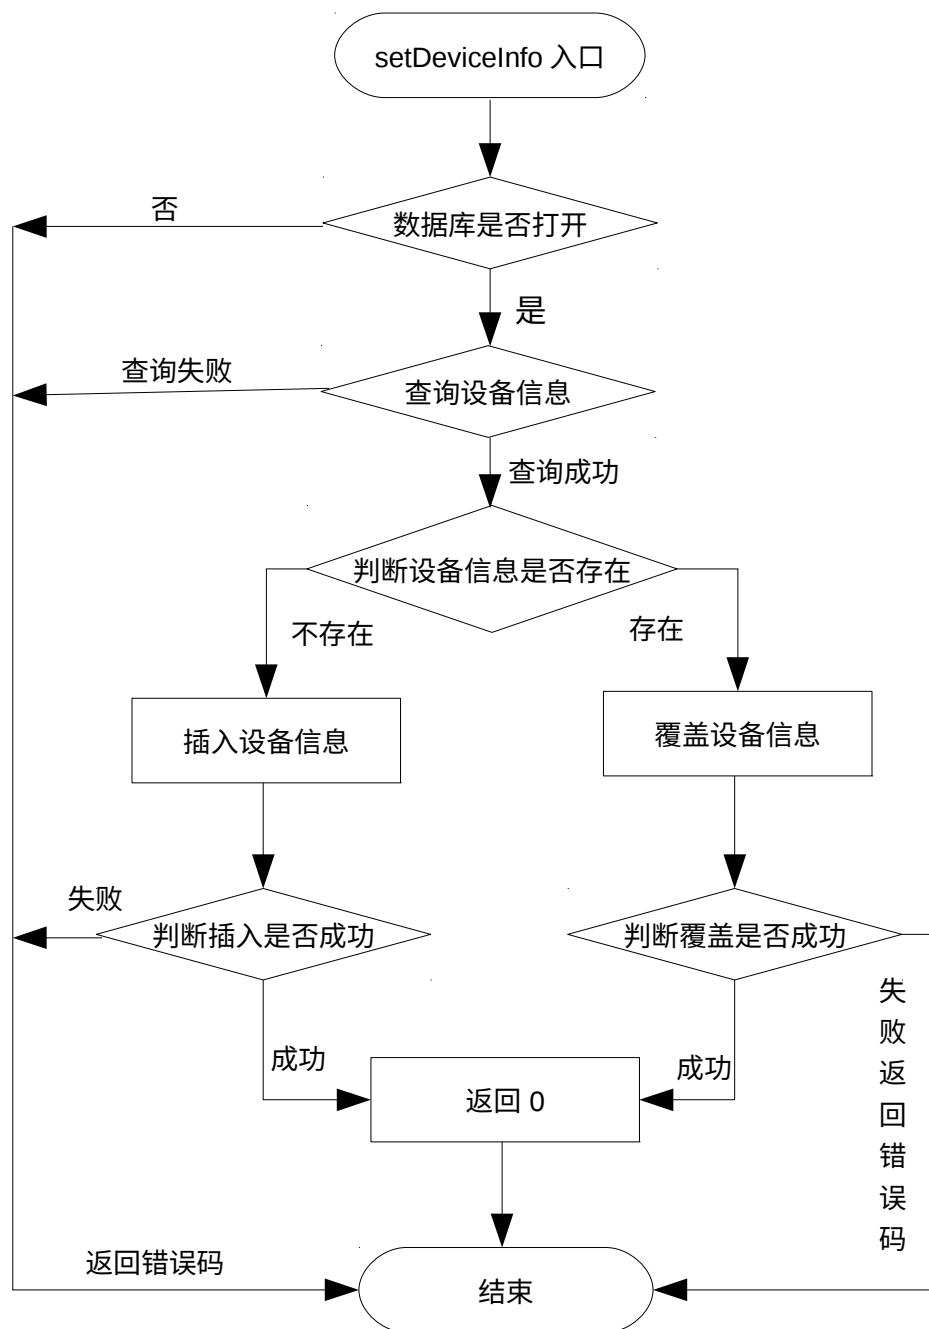 setDeviceInfo 入口
否
数据库是否打开
是
查询失败
查询设备信息
查询成功
判断设备信息是否存在
不存在
存在
插入设备信息
覆盖设备信息
失败
判断插入是否成功
判断覆盖是否成功
失
败
返
回
错
误
码
成功
成功
返回 0
返回错误码
结束